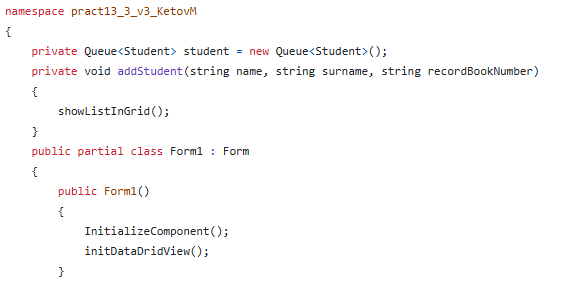 namespace pract13_3_v3_KetovM
{
    private Queue<Student> student = new Queue<Student>();
    private void addStudent(string name, string surname, string recordBookNumber)
    {
        showListInGrid();
    }
    public partial class Form1 : Form
    {
        public Form1()
        {
            InitializeComponent();
            initDataDridView();
        }